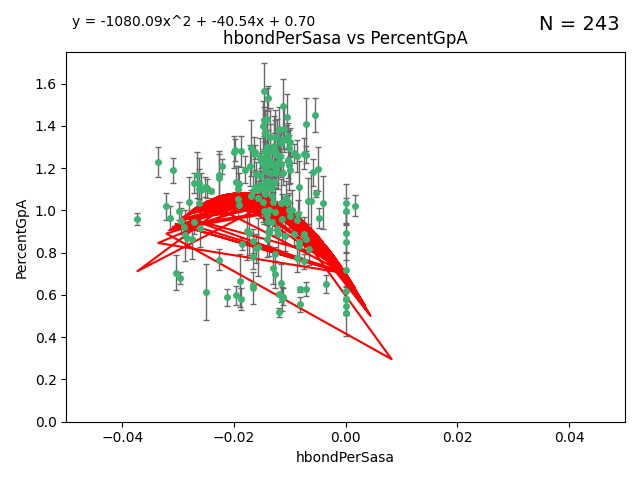 y = -1080.09x^2 + -40.54x + 0.70
N = 243
hbondPerSasa vs PercentGpA
PercentGpA
1.6
1.4
1.2
1.0
0.8
0.6
0.4
0.2
0.0
−0.04 −0.02 0.00 0.02 0.04
hbondPerSasa